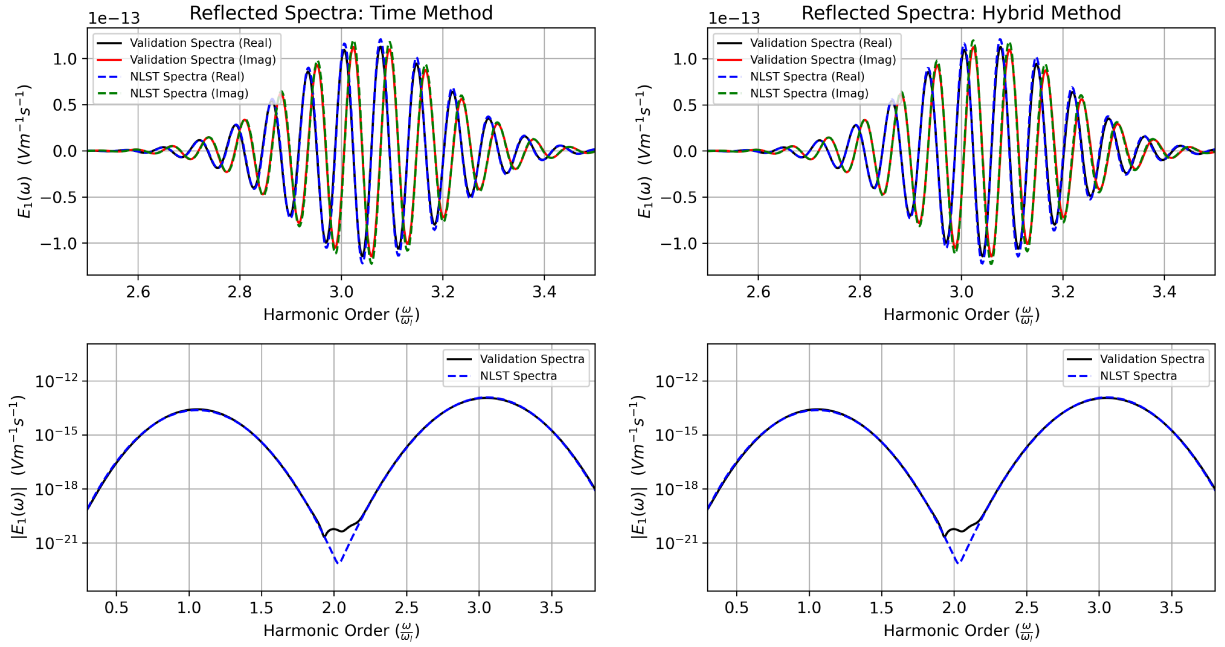 Reflected Spectra: Time Method
1e−13
Validation Spectra (Real)
Validation Spectra (Imag)
NLST Spectra (Real)
NLST Spectra (Imag)
1.0
0.5
0.0
−0.5
−1.0
E₁(ω) (Vm⁻¹s⁻¹)
2.6 2.8 3.0 3.2 3.4
Harmonic Order (ω/ωₗ)
Reflected Spectra: Hybrid Method
1e−13
Validation Spectra (Real)
Validation Spectra (Imag)
NLST Spectra (Real)
NLST Spectra (Imag)
1.0
0.5
0.0
−0.5
−1.0
E₁(ω) (Vm⁻¹s⁻¹)
2.6 2.8 3.0 3.2 3.4
Harmonic Order (ω/ωₗ)
Validation Spectra
NLST Spectra
10⁻¹²
10⁻¹⁵
10⁻¹⁸
10⁻²¹
|E₁(ω)| (Vm⁻¹s⁻¹)
0.5 1.0 1.5 2.0 2.5 3.0 3.5
Harmonic Order (ω/ωₗ)
Validation Spectra
NLST Spectra
10⁻¹²
10⁻¹⁵
10⁻¹⁸
10⁻²¹
|E₁(ω)| (Vm⁻¹s⁻¹)
0.5 1.0 1.5 2.0 2.5 3.0 3.5
Harmonic Order (ω/ωₗ)